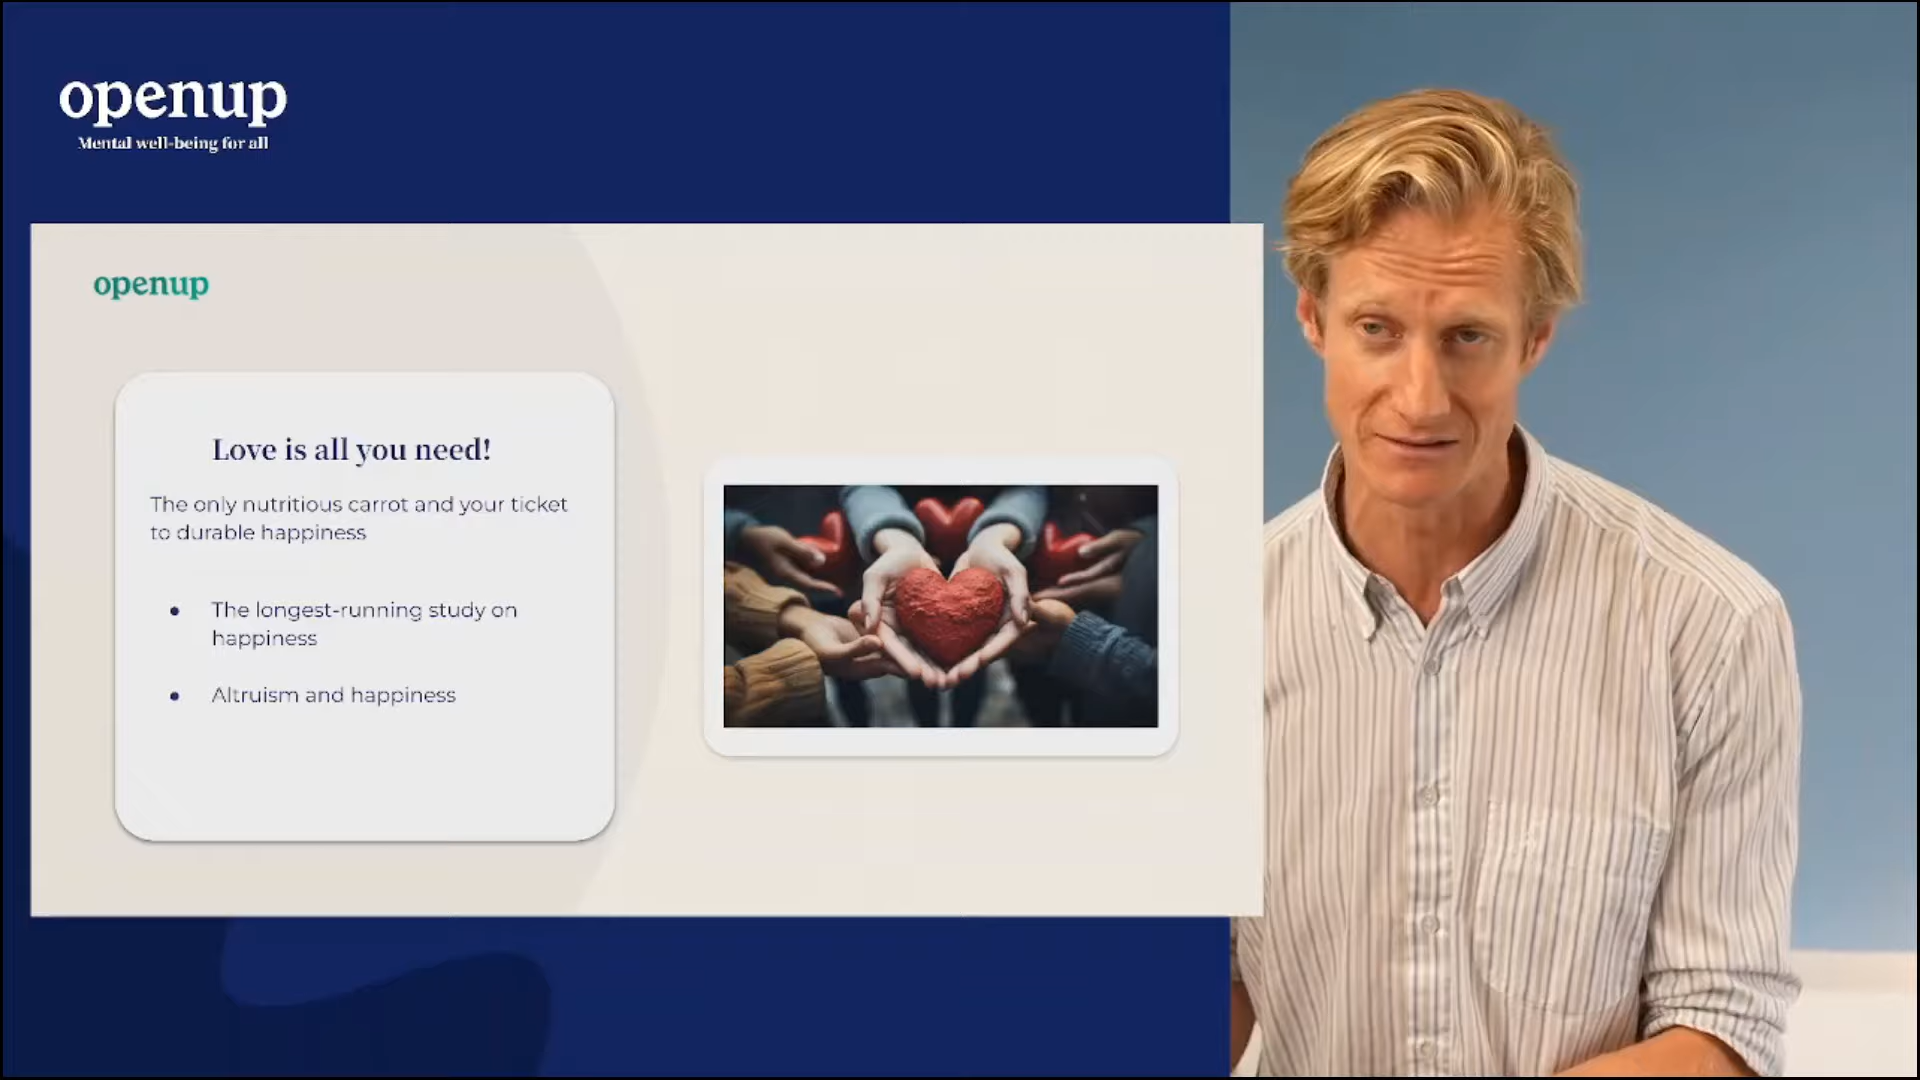 openup
Mental well-being for all
openup
Love is all you need!
The only nutritious carrot and your ticket
to durable happiness
● The longest-running study on
happiness
● Altruism and happiness